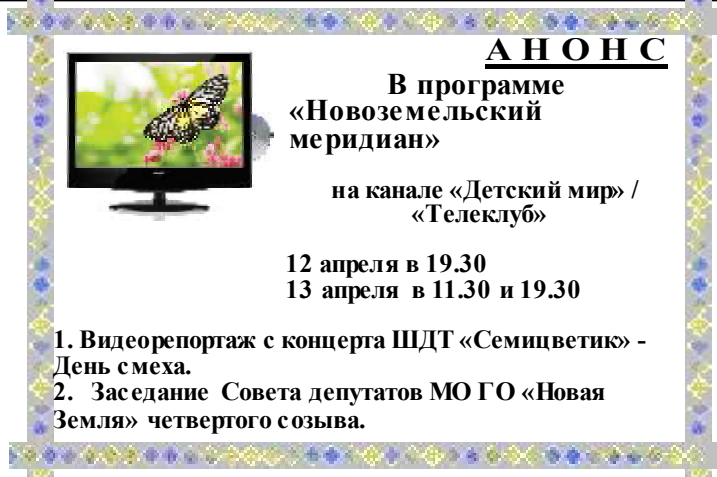 А Н О Н С
В программе
«Новоземельский
меридиан»
на канале «Детский мир» /
«Телеклуб»
12 апреля в 19.30
13 апреля в 11.30 и 19.30
1. Видеорепортаж с концерта ШДТ «Семицветик» -
День смеха.
2. Заседание Совета депутатов МО ГО «Новая
Земля» четвертого созыва.